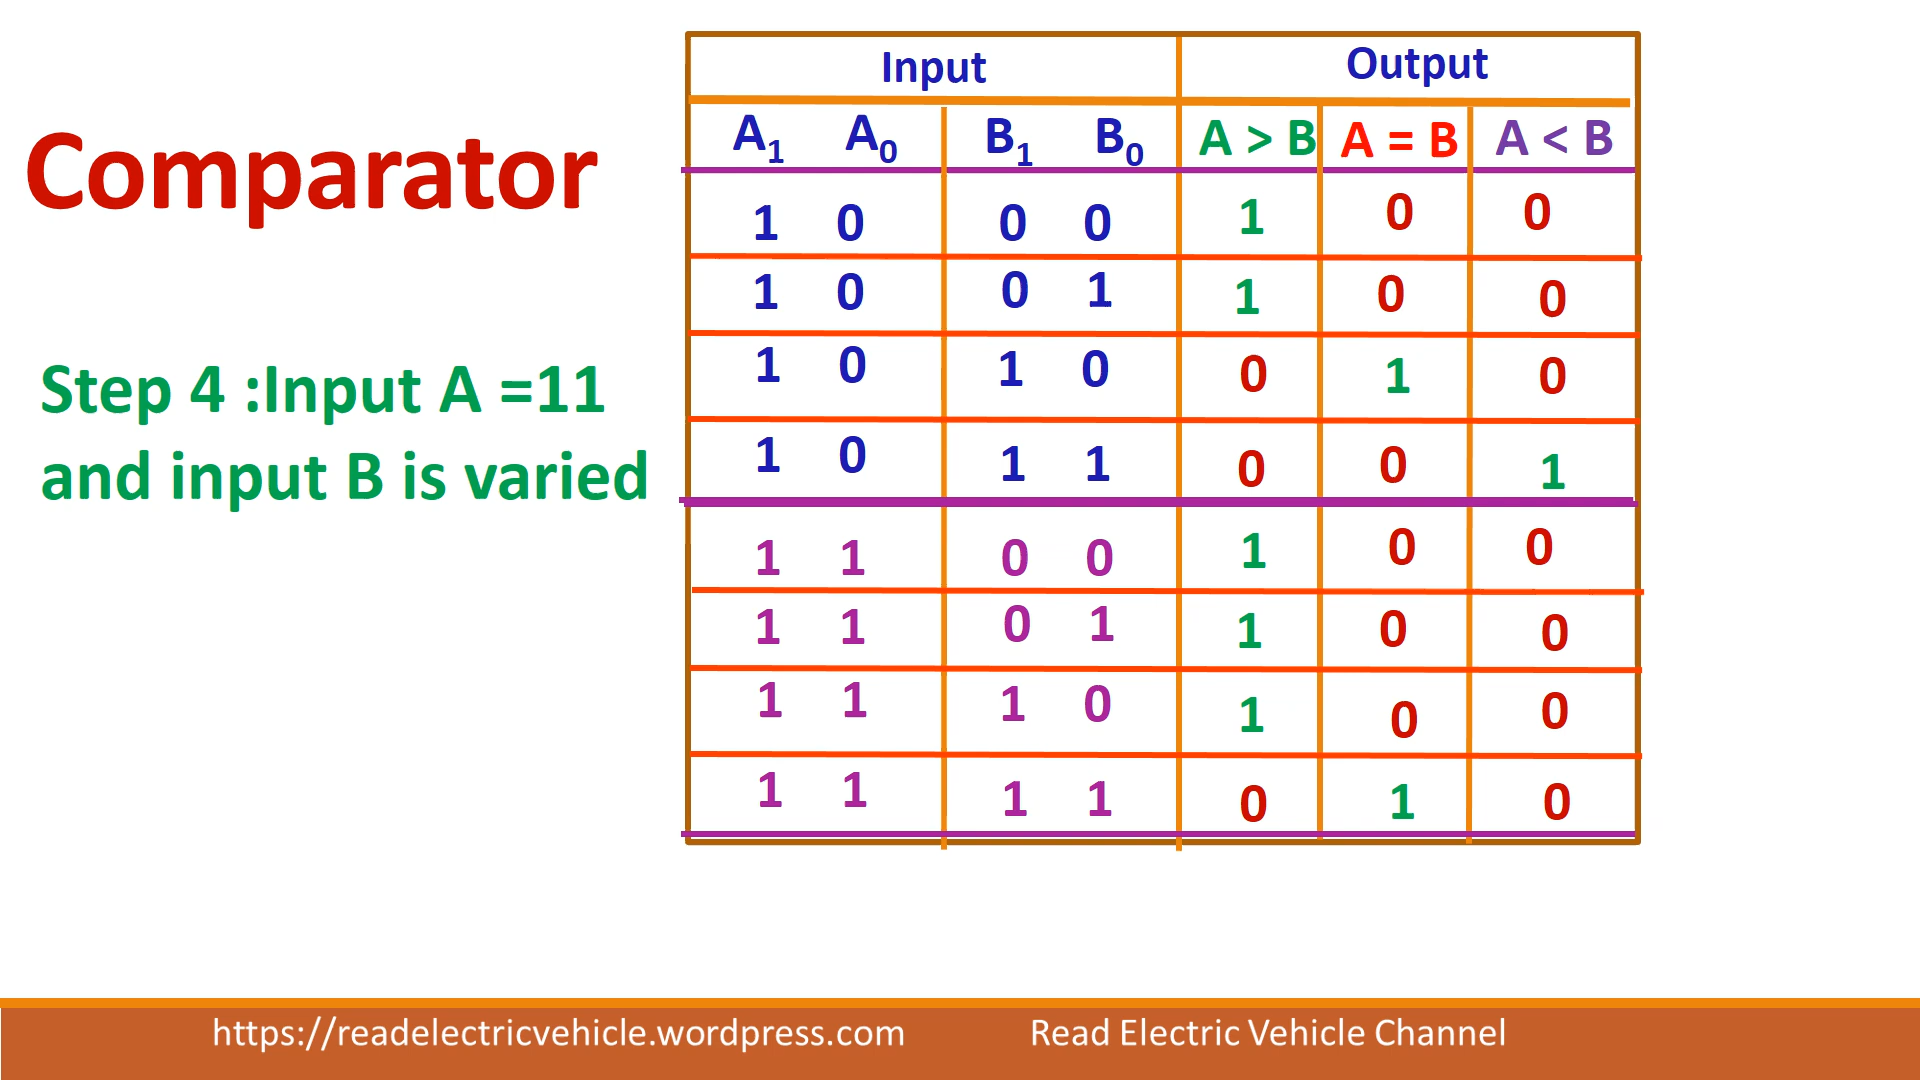 Comparator
Step 4 :Input A =11
and input B is varied
Input Output
A₁ A₀ B₁ B₀ A > B A = B A < B
1 0 0 0 1 0 0
1 0 0 1 1 0 0
1 0 1 0 0 1 0
1 0 1 1 0 0 1
1 1 0 0 1 0 0
1 1 0 1 1 0 0
1 1 1 0 1 0 0
1 1 1 1 0 1 0
https://readelectricvehicle.wordpress.com Read Electric Vehicle Channel